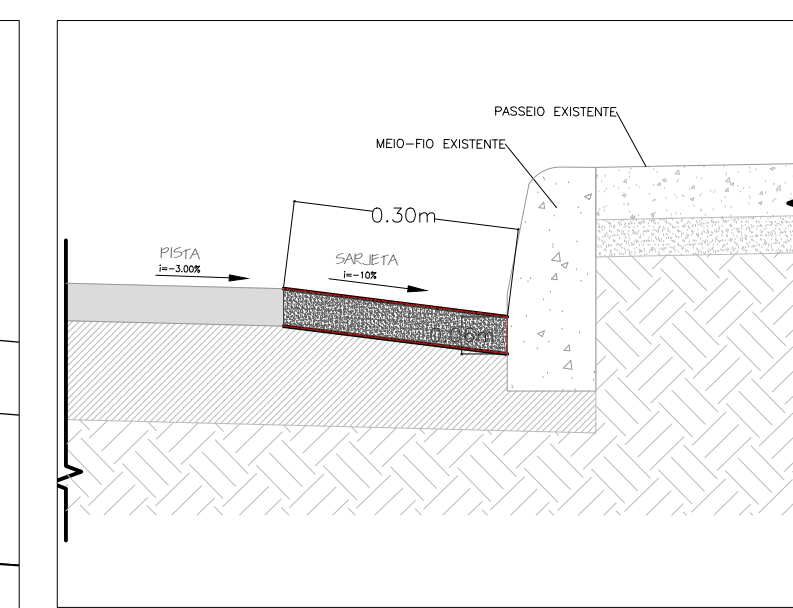 PASSEIO EXISTENTE
MEIO-FIO EXISTENTE
0.30m
PISTA
i=-3.00%
SARJETA
i=-10%